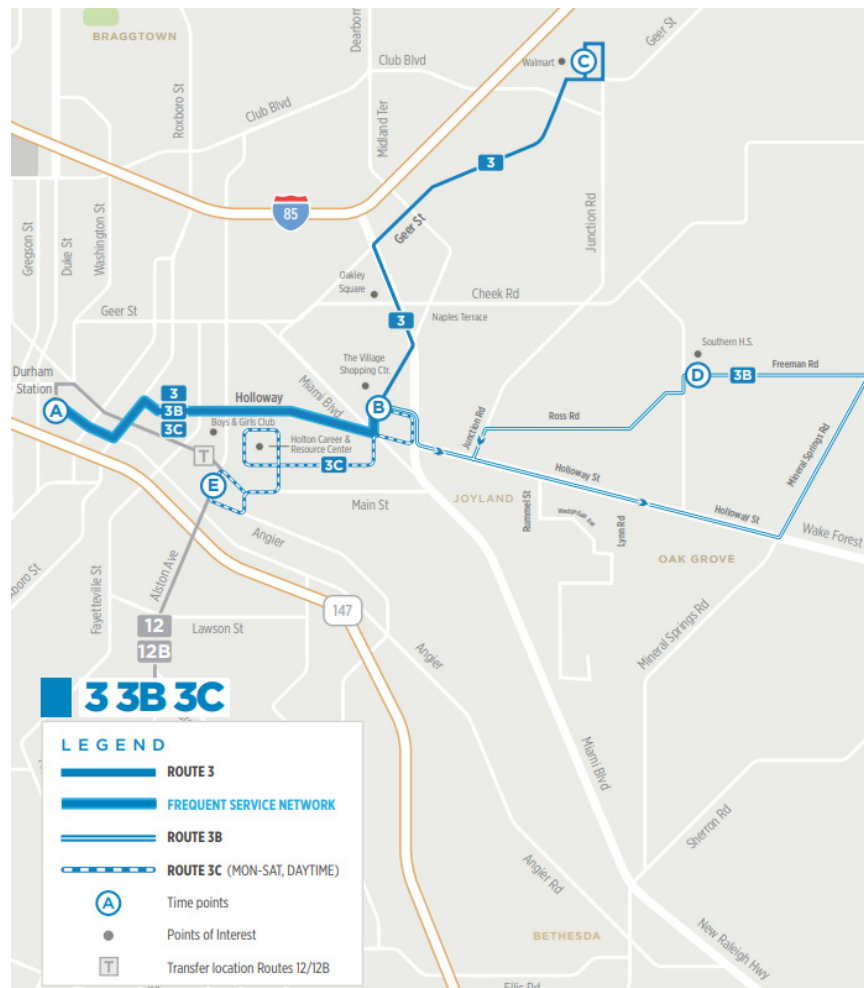 BRAGGTOWN
Dearbor
Club Blvd
Walmart
C
Geer St
Roxboro St
Club Blvd
Midland Ter
3
85
Geer St
Junction Rd
Gregson St
Duke St
Washington St
Oakley
Square
Cheek Rd
Geer St
3
Naples Terrace
Southern H.S.
The Village
Shopping Ctr.
Freeman Rd
Durham
Station
D
3B
3
3B
3C
Holloway
Miami Blvd
A
B
Junction Rd
Ross Rd
Boys & Girls Club
Holton Career &
Resource Center
T
3C
Mineral Springs Rd
E
Holloway St
Main St
JOYLAND
Rummel St
Lynn Rd
Holloway St
Wake Forest
Angier
OAK GROVE
oxboro St
Fayetteville St
Alston Ave
147
12
12B
Lawson St
Mineral Springs Rd
Angier
3 3B 3C
LEGEND
ROUTE 3
FREQUENT SERVICE NETWORK
ROUTE 3B
ROUTE 3C (MON-SAT, DAYTIME)
A
Time points
Points of Interest
T
Transfer location Routes 12/12B
Miami Blvd
Sherron Rd
Angier Rd
BETHESDA
New Raleigh Hwy
Ellis Rd